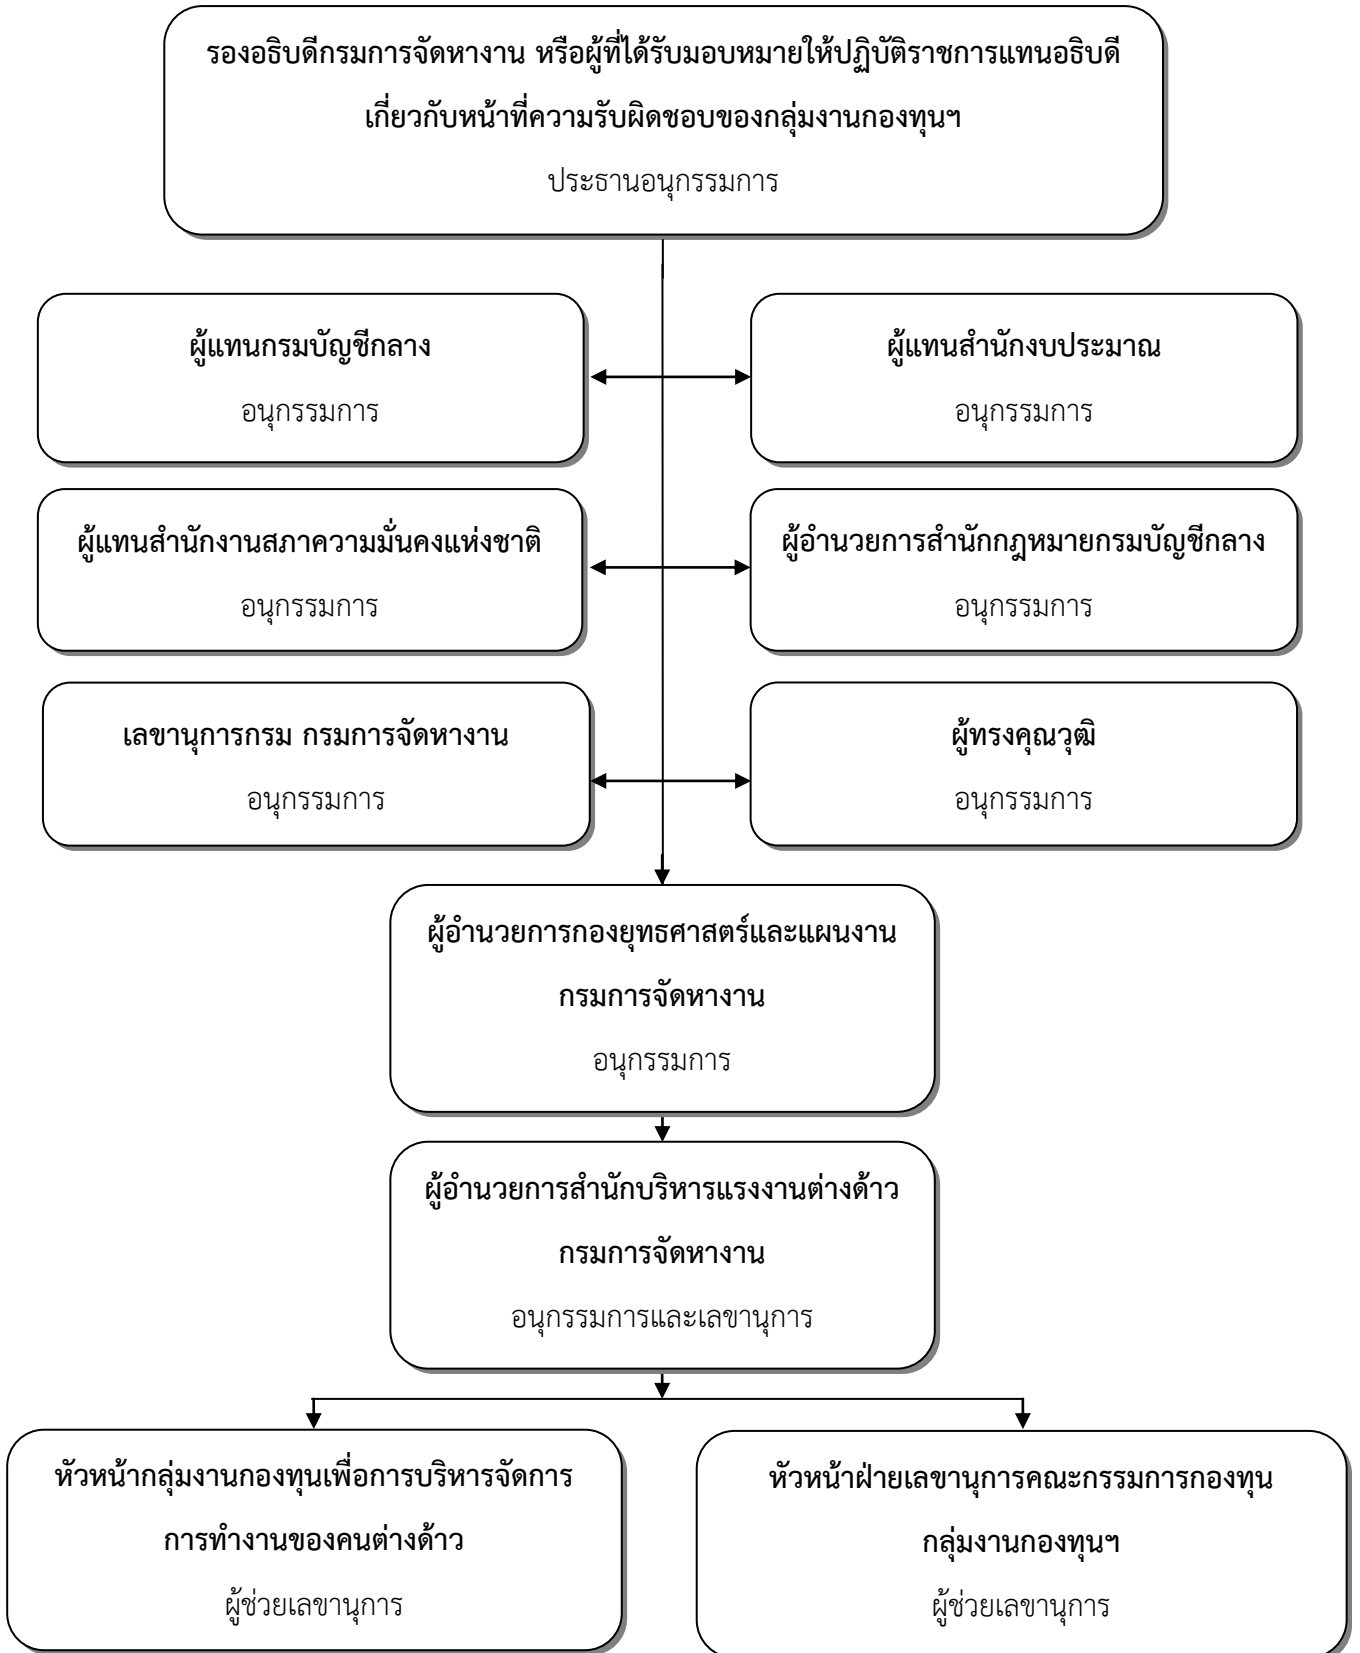 รองอธิบดีกรมการจัดหางาน หรือผู้ที่ได้รับมอบหมายให้ปฏิบัติราชการแทนอธิบดี
เกี่ยวกับหน้าที่ความรับผิดชอบของกลุ่มงานกองทุนฯ
ประธานอนุกรรมการ
ผู้แทนกรมบัญชีกลาง
อนุกรรมการ
ผู้แทนสำนักงบประมาณ
อนุกรรมการ
ผู้แทนสำนักงานสภาความมั่นคงแห่งชาติ
อนุกรรมการ
ผู้อำนวยการสำนักกฎหมายกรมบัญชีกลาง
อนุกรรมการ
เลขานุการกรม กรมการจัดหางาน
อนุกรรมการ
ผู้ทรงคุณวุฒิ
อนุกรรมการ
ผู้อำนวยการกองยุทธศาสตร์และแผนงาน
กรมการจัดหางาน
อนุกรรมการ
ผู้อำนวยการสำนักบริหารแรงงานต่างด้าว
กรมการจัดหางาน
อนุกรรมการและเลขานุการ
หัวหน้ากลุ่มงานกองทุนเพื่อการบริหารจัดการ
การทำงานของคนต่างด้าว
ผู้ช่วยเลขานุการ
หัวหน้าฝ่ายเลขานุการคณะกรรมการกองทุน
กลุ่มงานกองทุนฯ
ผู้ช่วยเลขานุการ